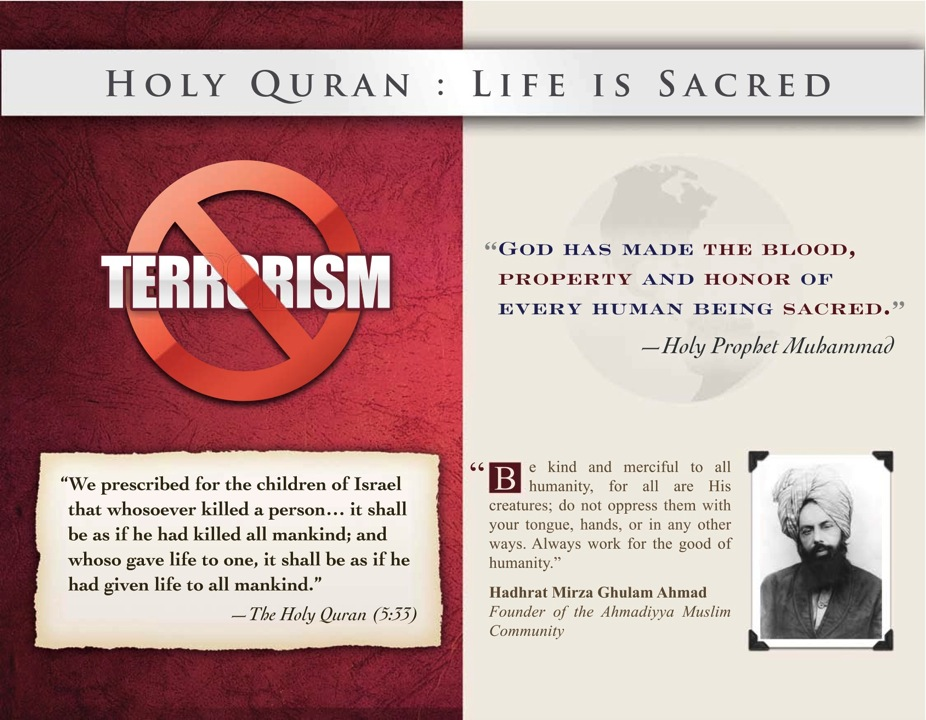 HOLY QURAN : LIFE IS SACRED
TERRORISM
“We prescribed for the children of Israel
that whosoever killed a person… it shall
be as if he had killed all mankind; and
whoso gave life to one, it shall be as if he
had given life to all mankind.”
—The Holy Quran (5:33)
“GOD HAS MADE THE BLOOD,
PROPERTY AND HONOR OF
EVERY HUMAN BEING SACRED.”
—Holy Prophet Muhammad
“Be kind and merciful to all
humanity, for all are His
creatures; do not oppress them with
your tongue, hands, or in any other
ways. Always work for the good of
humanity.”
Hadhrat Mirza Ghulam Ahmad
Founder of the Ahmadiyya Muslim
Community